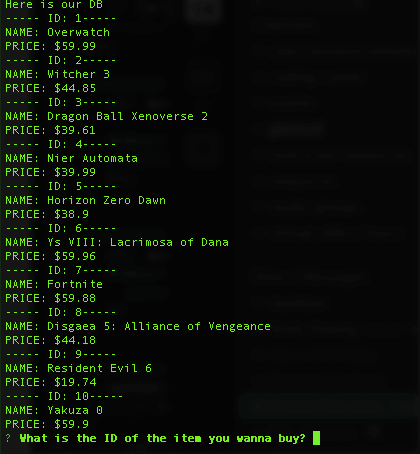 Here is our DB
----- ID: 1-----
NAME: Overwatch
PRICE: $59.99
----- ID: 2-----
NAME: Witcher 3
PRICE: $44.85
----- ID: 3-----
NAME: Dragon Ball Xenoverse 2
PRICE: $39.61
----- ID: 4-----
NAME: Nier Automata
PRICE: $39.99
----- ID: 5-----
NAME: Horizon Zero Dawn
PRICE: $38.9
----- ID: 6-----
NAME: Ys VIII: Lacrimosa of Dana
PRICE: $59.96
----- ID: 7-----
NAME: Fortnite
PRICE: $59.88
----- ID: 8-----
NAME: Disgaea 5: Alliance of Vengeance
PRICE: $44.18
----- ID: 9-----
NAME: Resident Evil 6
PRICE: $19.74
----- ID: 10-----
NAME: Yakuza 0
PRICE: $59.9
? What is the ID of the item you wanna buy?